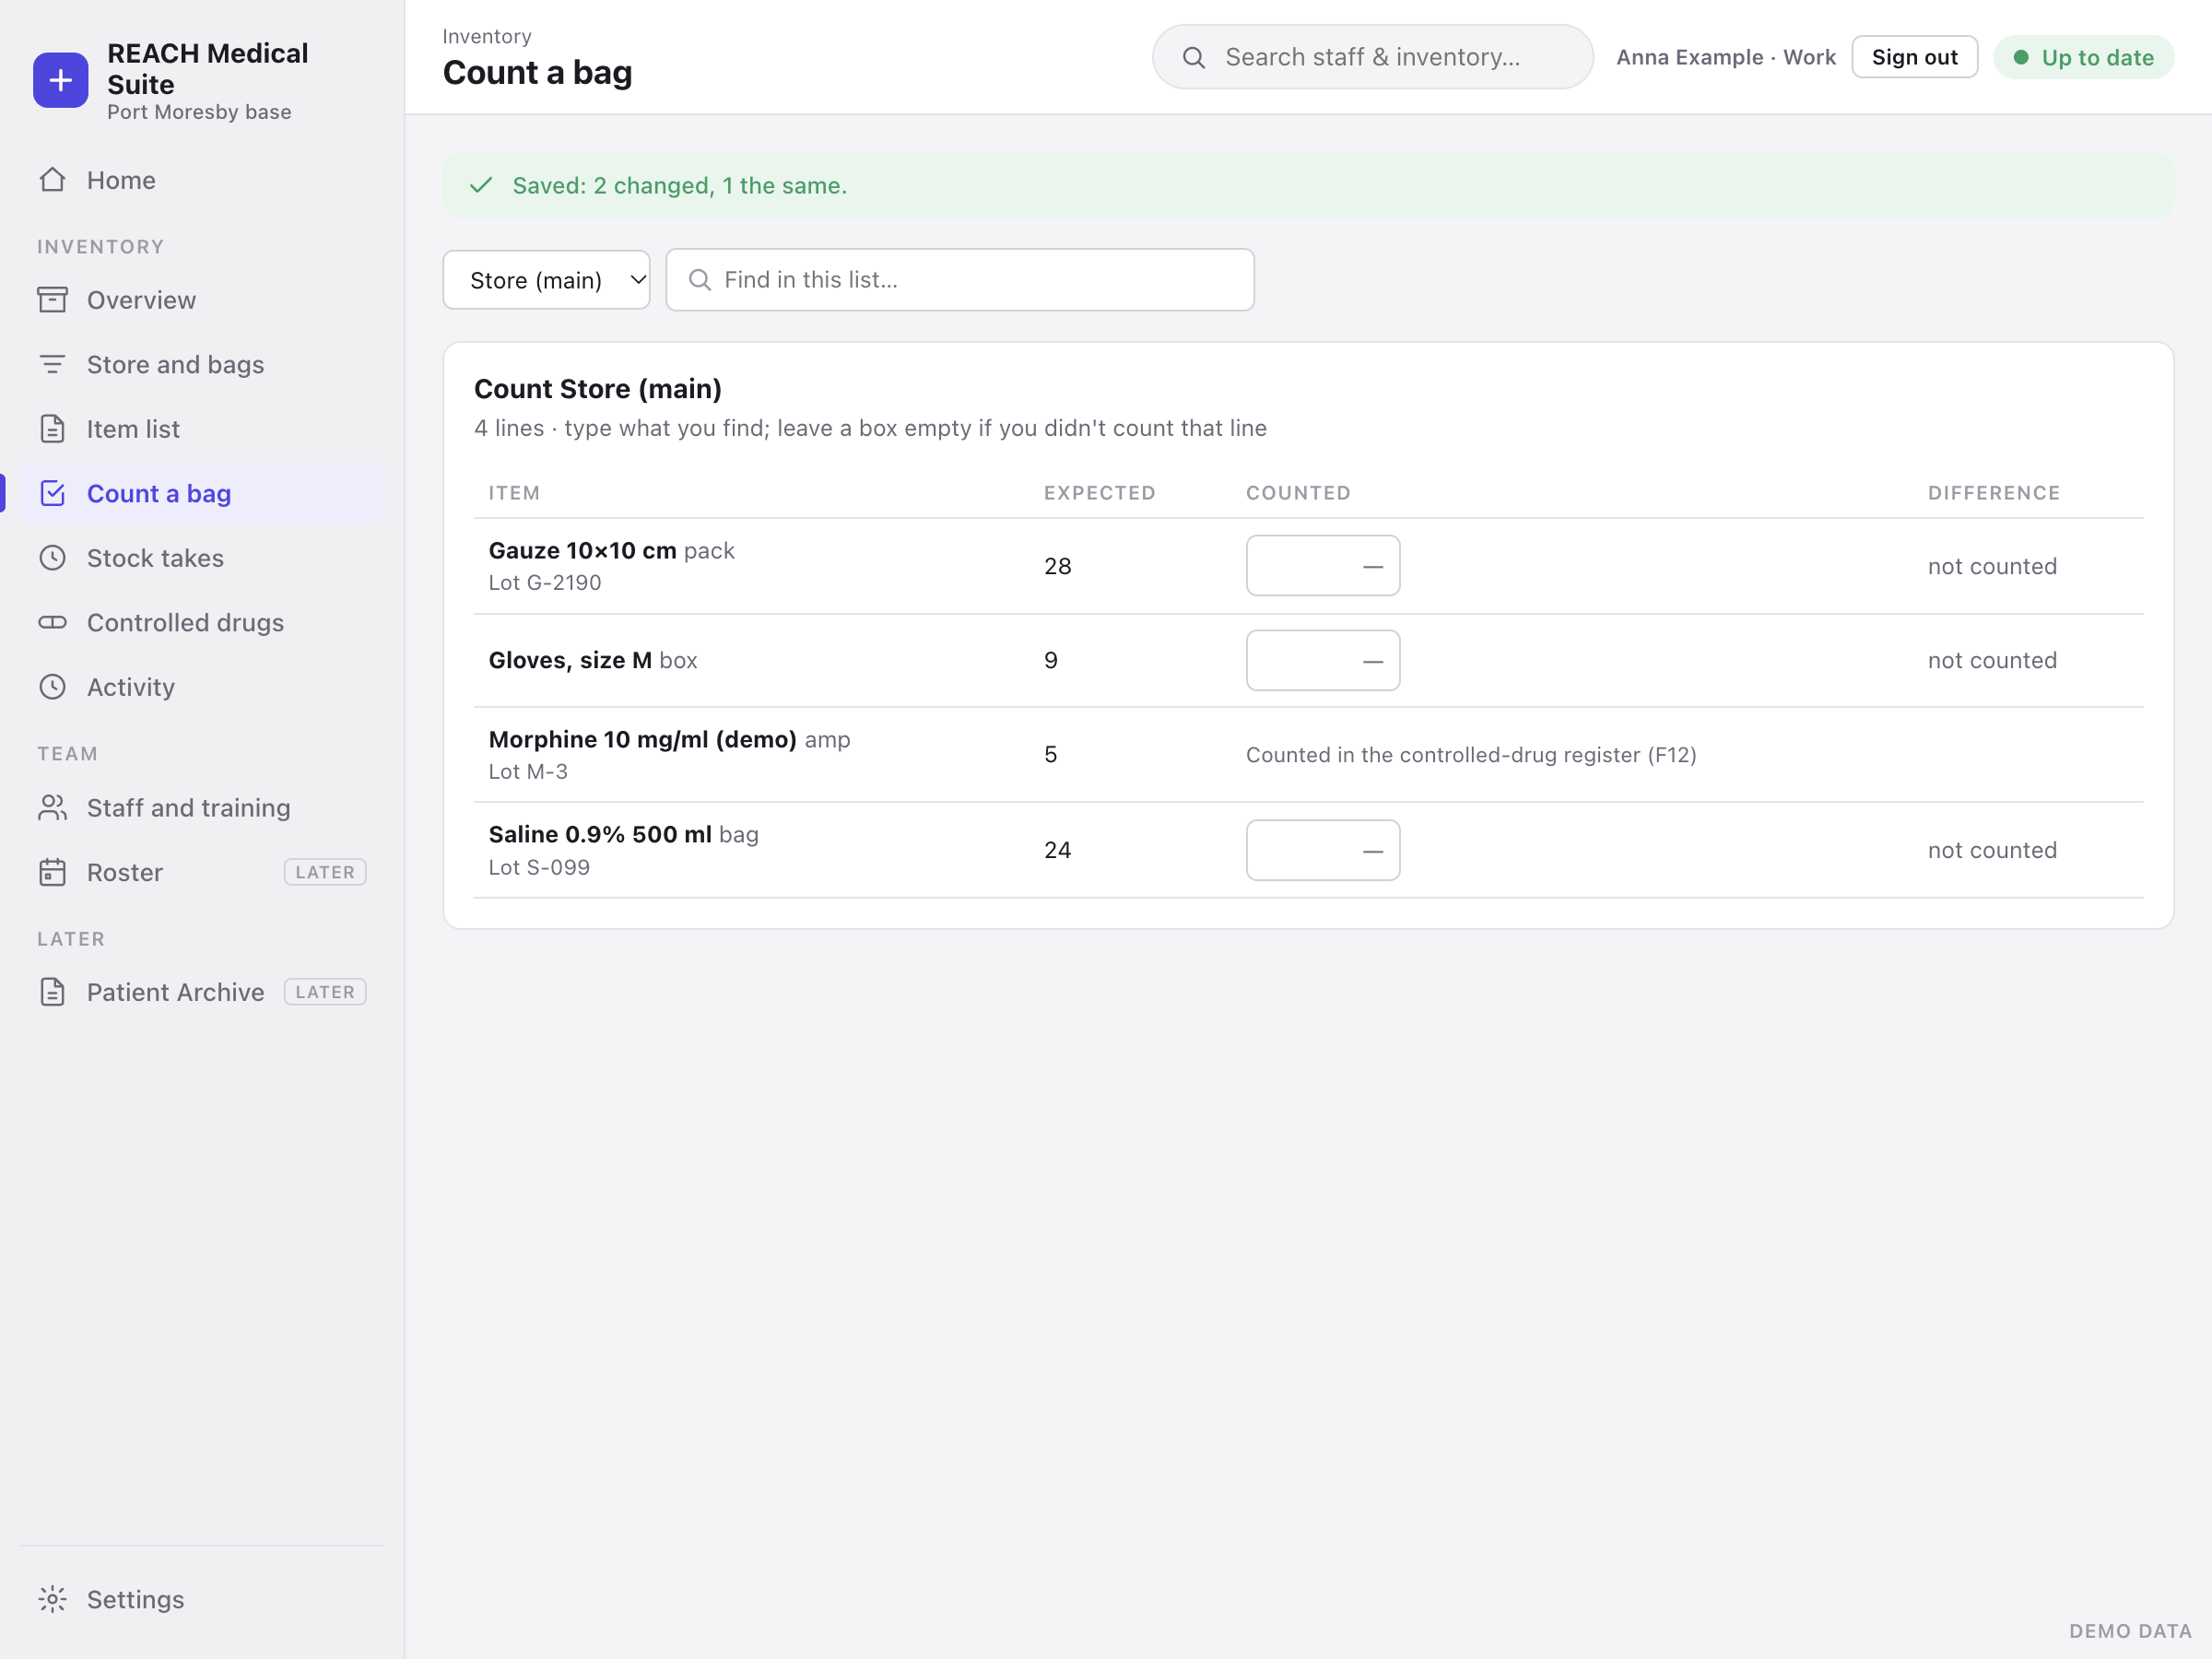 REACH Medical
Suite
Port Moresby base
Home
INVENTORY
Overview
Store and bags
Item list
Count a bag
Stock takes
Controlled drugs
Activity
TEAM
Staff and training
Roster LATER
LATER
Patient Archive LATER
Settings
Inventory
Count a bag
Search staff & inventory...
Anna Example · Work
Sign out
Up to date
Saved: 2 changed, 1 the same.
Store (main)
Find in this list...
Count Store (main)
4 lines · type what you find; leave a box empty if you didn't count that line
ITEM EXPECTED COUNTED DIFFERENCE
Gauze 10×10 cm pack
Lot G-2190
28 — not counted
Gloves, size M box 9 — not counted
Morphine 10 mg/ml (demo) amp
Lot M-3
5 Counted in the controlled-drug register (F12)
Saline 0.9% 500 ml bag
Lot S-099
24 — not counted
DEMO DATA